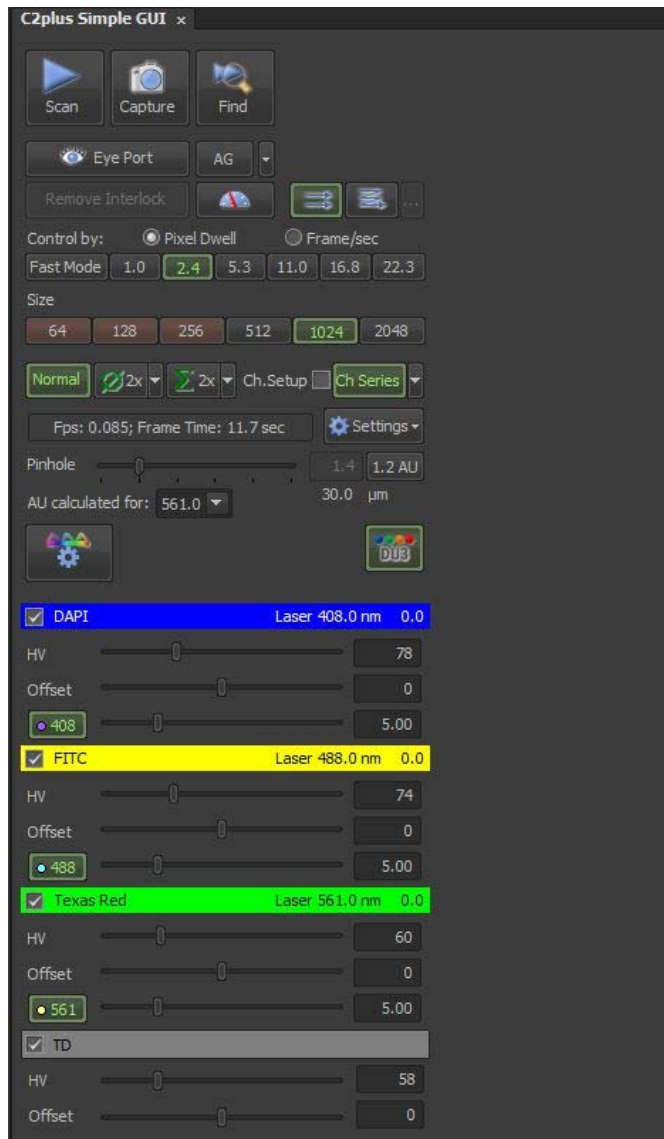 C2plus Simple GUI ×
Scan Capture Find
Eye Port AG
Remove Interlock ...
Control by: Pixel Dwell Frame/sec
Fast Mode 1.0 2.4 5.3 11.0 16.8 22.3
Size
64 128 256 512 1024 2048
Normal 2x 2x Ch.Setup Ch Series
Fps: 0.085; Frame Time: 11.7 sec Settings
Pinhole 1.4 1.2 AU
AU calculated for: 561.0 30.0 µm
DU3
DAPI Laser 408.0 nm 0.0
HV 78
Offset 0
408 5.00
FITC Laser 488.0 nm 0.0
HV 74
Offset 0
488 5.00
Texas Red Laser 561.0 nm 0.0
HV 60
Offset 0
561 5.00
TD
HV 58
Offset 0